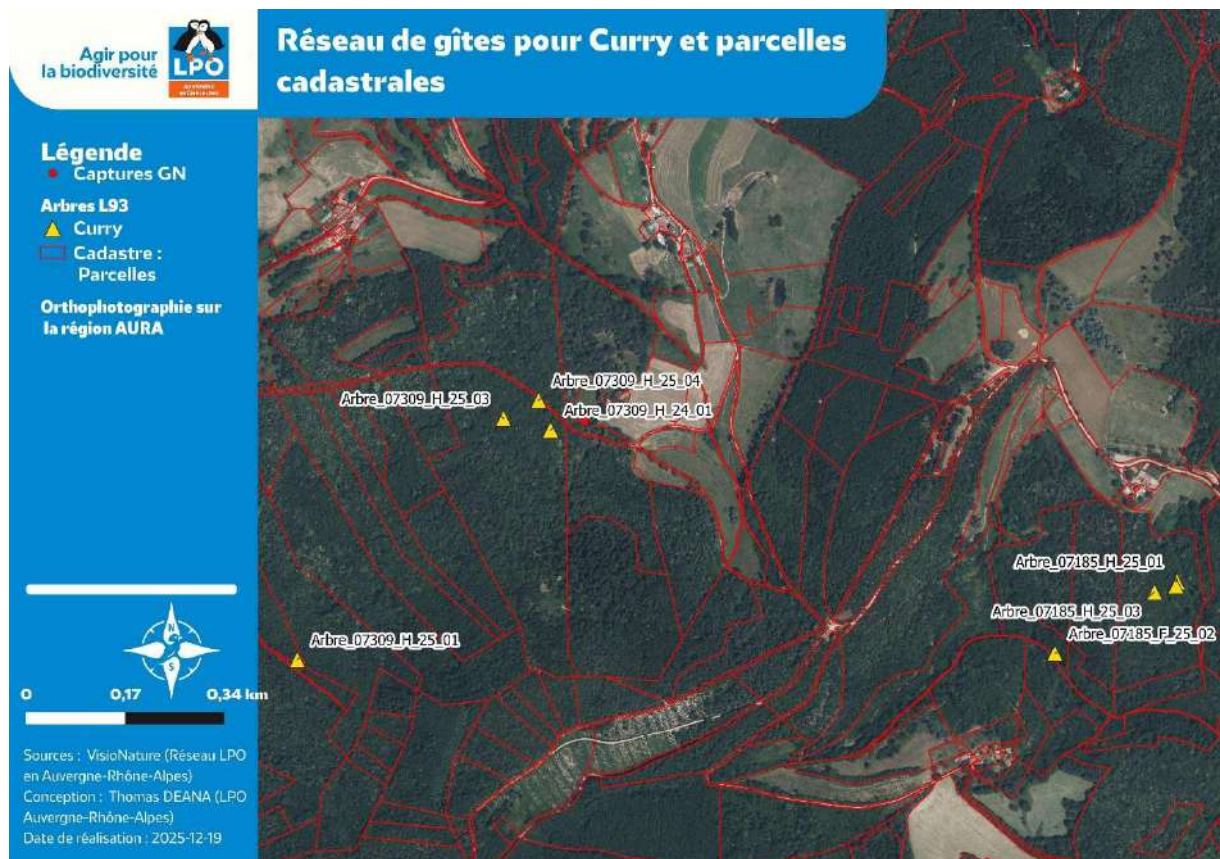 Agir pour
la biodiversité
LPO
Réseau de gîtes pour Curry et parcelles
cadastrales
Légende
Captures GN
Arbres L93
Curry
Cadastre :
Parcelles
Orthophotographie sur
la région AURA
N
S
0 0,17 0,34 km
Sources : VisioNature (Réseau LPO
en Auvergne-Rhône-Alpes)
Conception : Thomas DEANA (LPO
Auvergne-Rhône-Alpes)
Date de réalisation : 2025-12-19
Arbre_07309_H_25_04
Arbre_07309_H_25_03
Arbre_07309_H_24_01
Arbre_07185_H_25_01
Arbre_07185_H_25_03
Arbre_07185_F_25_02
Arbre_07309_H_25_01